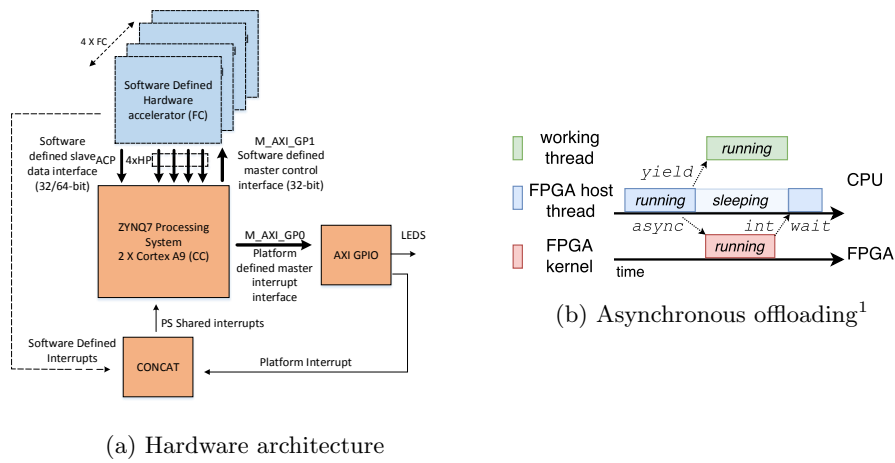 4 X FC
Software Defined
Hardware
accelerator (FC)
Software
defined slave
data interface
(32/64-bit)
ACP
4xHP
M_AXI_GP1
Software defined
master control
interface (32-bit)
ZYNQ7 Processing
System
2 X Cortex A9 (CC)
M_AXI_GP0
Platform
defined master
interrupt
interface
AXI GPIO
LEDS
PS Shared interrupts
Software Defined
Interrupts
CONCAT
Platform Interrupt
(a) Hardware architecture
working
thread
running
yield
FPGA host
thread
running
sleeping
CPU
async
int
wait
FPGA
kernel
running
time
FPGA
(b) Asynchronous offloading1